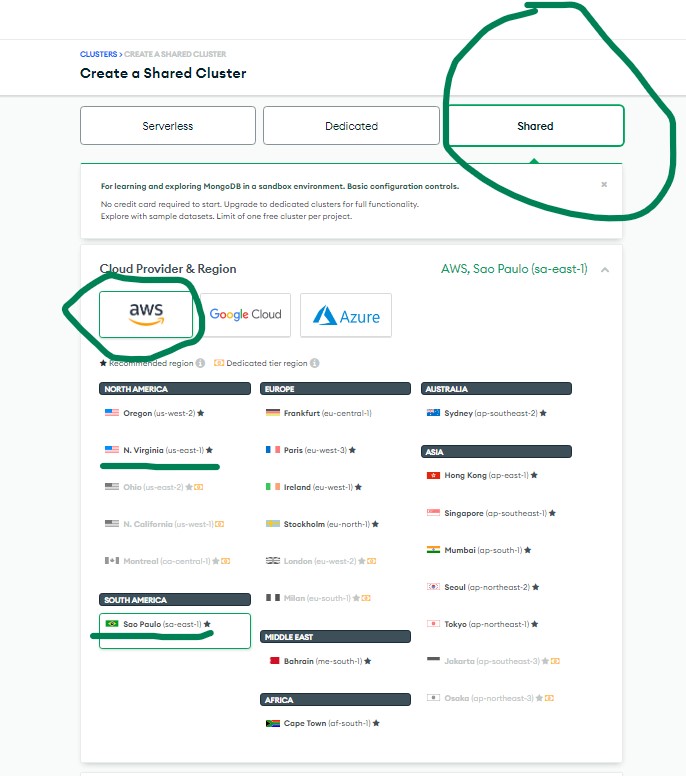 CLUSTERS > CREATE A SHARED CLUSTER
Create a Shared Cluster
Serverless
Dedicated
Shared
For learning and exploring MongoDB in a sandbox environment. Basic configuration controls.
No credit card required to start. Upgrade to dedicated clusters for full functionality.
Explore with sample datasets. Limit of one free cluster per project.
Cloud Provider & Region
AWS, Sao Paulo (sa-east-1)
aws
Google Cloud
Azure
★ Recommended region
Dedicated tier region
NORTH AMERICA
Oregon (us-west-2) ★
N. Virginia (us-east-1) ★
Ohio (us-east-2) ★
N. California (us-west-1)
Montreal (ca-central-1) ★
SOUTH AMERICA
Sao Paulo (sa-east-1) ★
EUROPE
Frankfurt (eu-central-1)
Paris (eu-west-3) ★
Ireland (eu-west-1) ★
Stockholm (eu-north-1) ★
London (eu-west-2) ★
Milan (eu-south-1) ★
MIDDLE EAST
Bahrain (me-south-1) ★
AFRICA
Cape Town (af-south-1) ★
AUSTRALIA
Sydney (ap-southeast-2) ★
ASIA
Hong Kong (ap-east-1) ★
Singapore (ap-southeast-1) ★
Mumbai (ap-south-1) ★
Seoul (ap-northeast-2) ★
Tokyo (ap-northeast-1) ★
Jakarta (ap-southeast-3) ★
Osaka (ap-northeast-3) ★